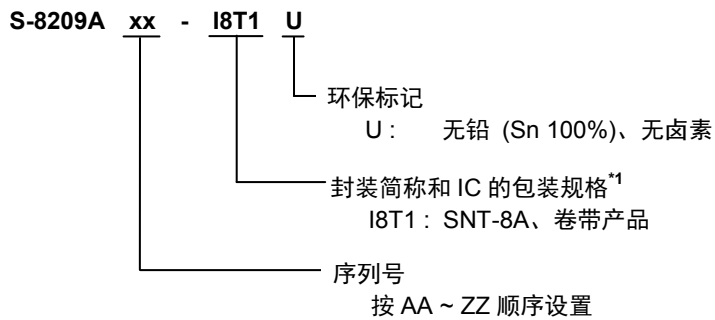 S-8209A xx - I8T1 U
环保标记
U : 无铅 (Sn 100%)、无卤素
封装简称和 IC 的包装规格*1
I8T1 : SNT-8A、卷带产品
序列号
按 AA ~ ZZ 顺序设置